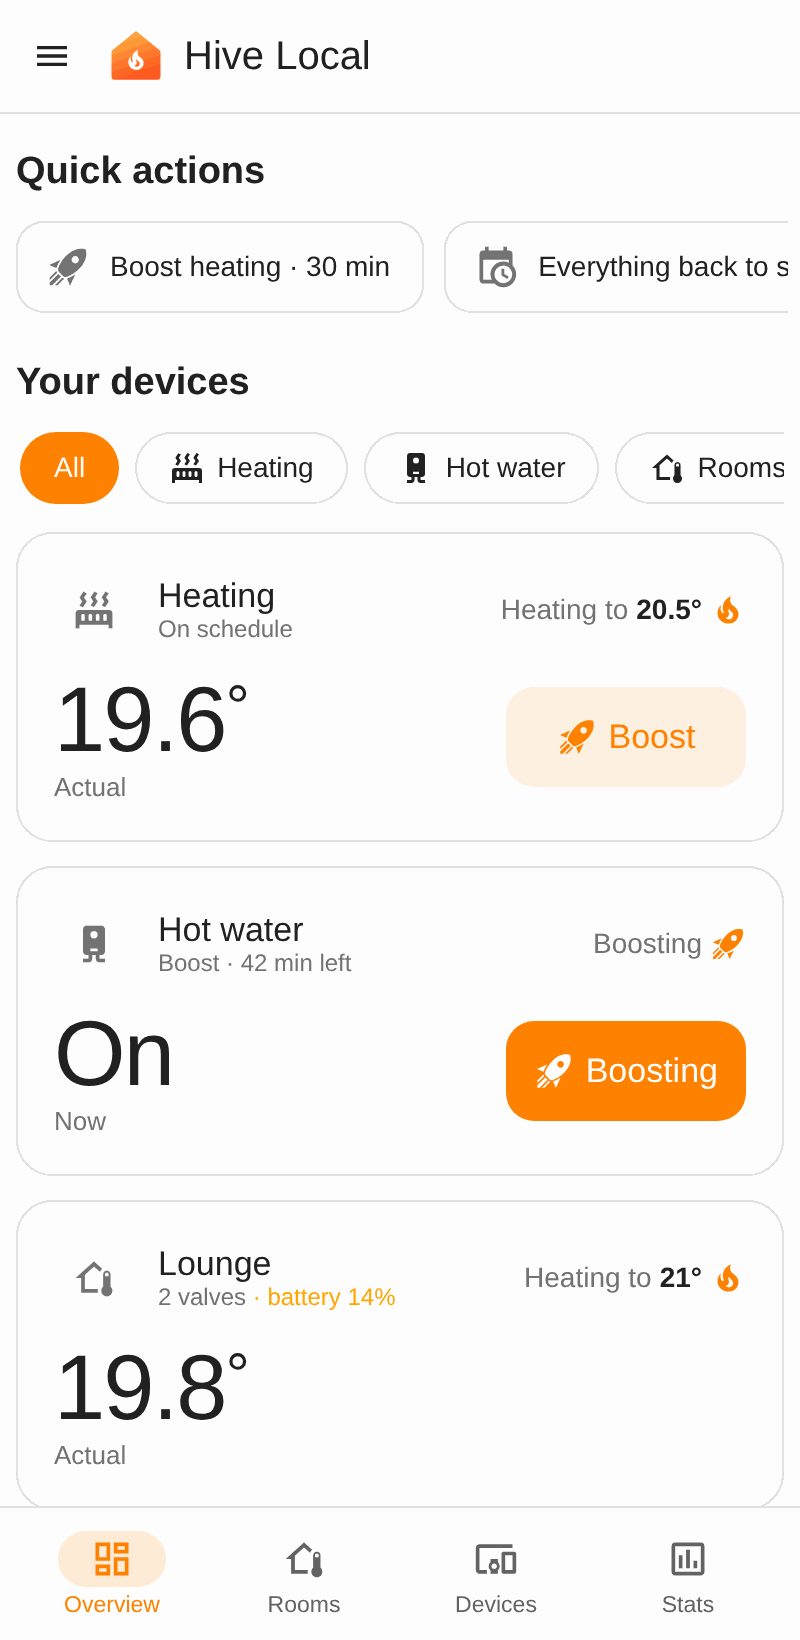 Hive Local
Quick actions
Boost heating · 30 min
Everything back to s
Your devices
All
Heating
Hot water
Rooms
Heating
On schedule
Heating to 20.5°
19.6°
Actual
Boost
Hot water
Boost · 42 min left
Boosting
On
Now
Boosting
Lounge
2 valves · battery 14%
Heating to 21°
19.8°
Actual
Overview
Rooms
Devices
Stats